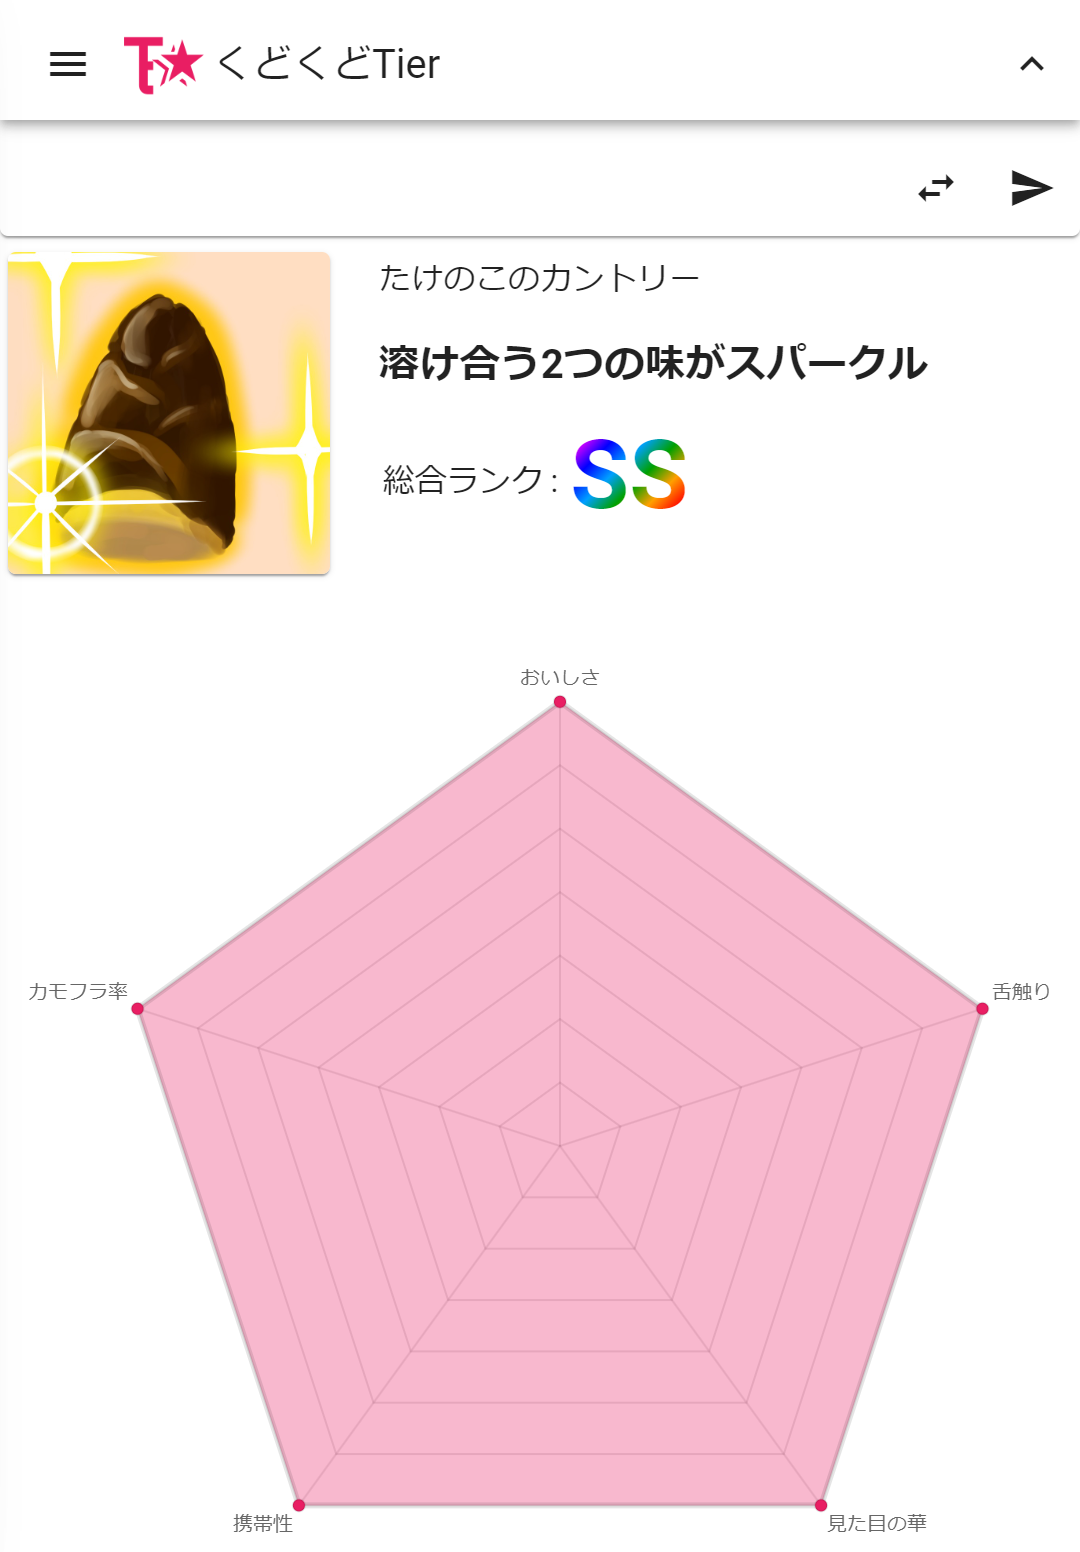 くどくどTier
たけのこのカントリー
溶け合う2つの味がスパークル
総合ランク: SS
おいしさ
カモフラ率
舌触り
携帯性
見た目の華